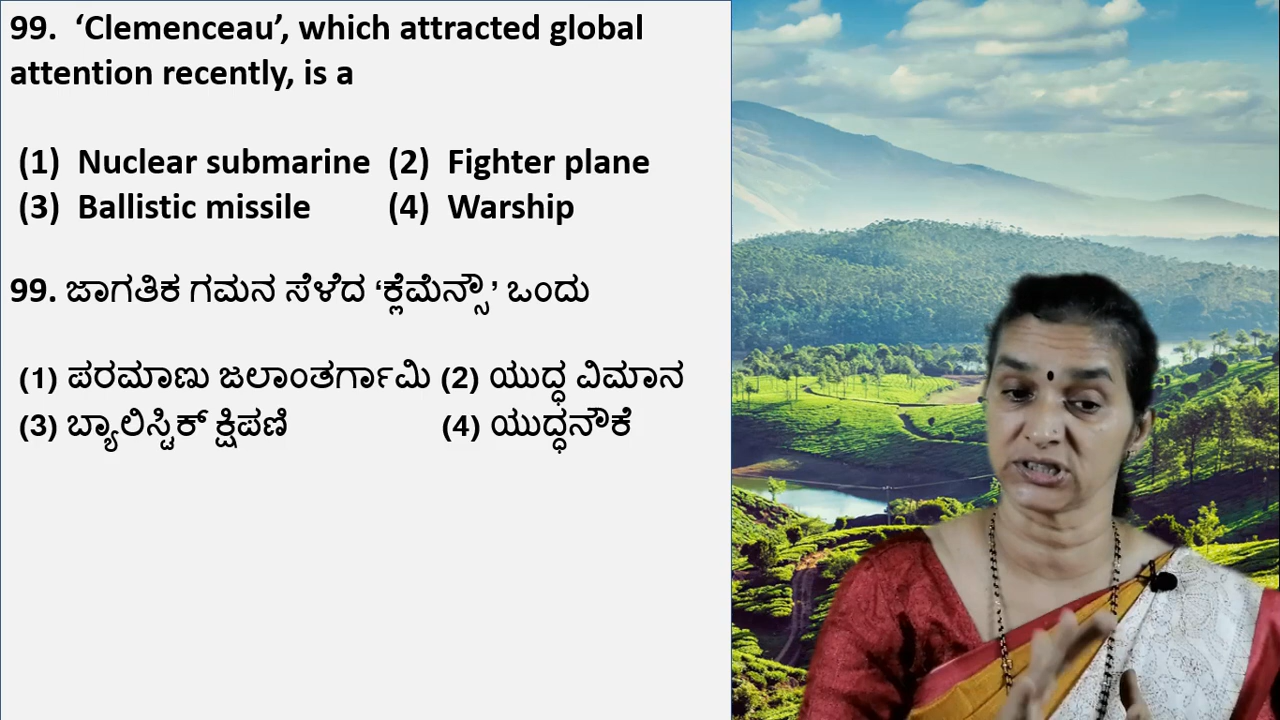 99. ‘Clemenceau’, which attracted global
attention recently, is a
(1) Nuclear submarine (2) Fighter plane
(3) Ballistic missile (4) Warship
99. ಜಾಗತಿಕ ಗಮನ ಸೆಳೆದ ‘ಕ್ಲೆಮೆನ್ಸೌ’ ಒಂದು
(1) ಪರಮಾಣು ಜಲಾಂತರ್ಗಾಮಿ (2) ಯುದ್ಧ ವಿಮಾನ
(3) ಬ್ಯಾಲಿಸ್ಟಿಕ್ ಕ್ಷಿಪಣಿ (4) ಯುದ್ಧನೌಕೆ